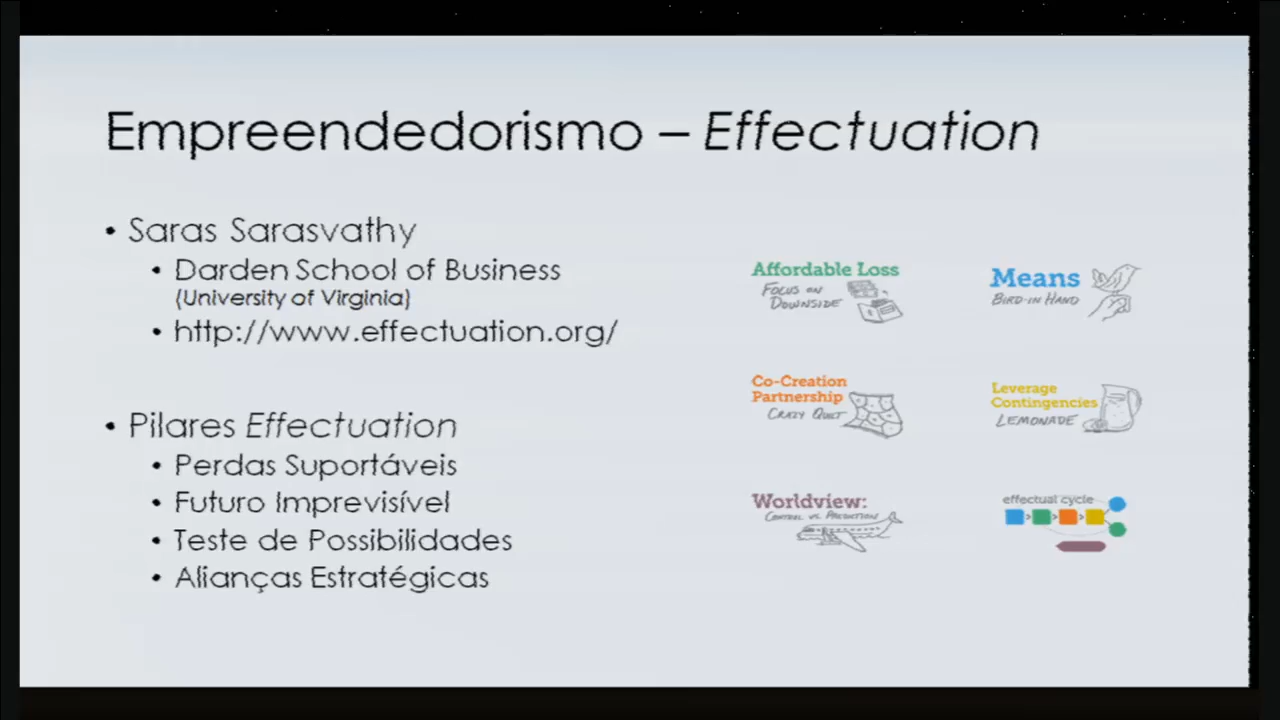 Empreendedorismo – Effectuation
• Saras Sarasvathy
• Darden School of Business
(University of Virginia)
• http://www.effectuation.org/
• Pilares Effectuation
• Perdas Suportáveis
• Futuro Imprevisível
• Teste de Possibilidades
• Alianças Estratégicas
Affordable Loss
Focus on
Downside
Means
Bird-in Hand
Co-Creation
Partnership
Crazy Quilt
Leverage
Contingencies
Lemonade
Worldview:
Control vs. Prediction
effectual cycle